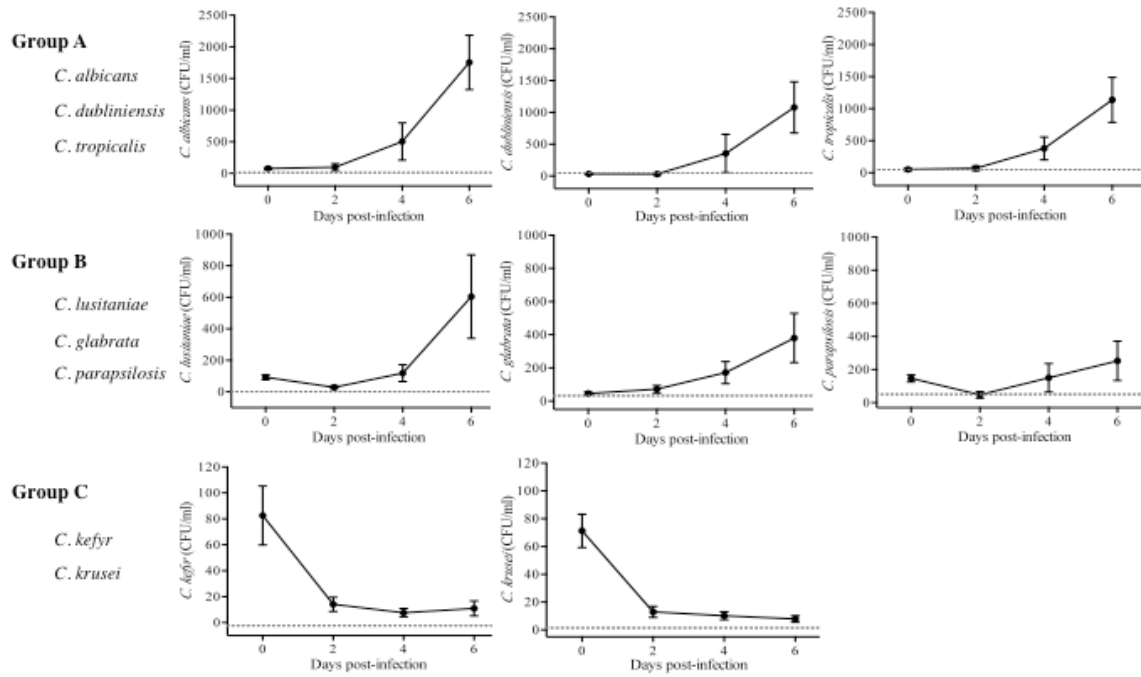 Group A
C. albicans
C. dubliniensis
C. tropicalis
C. albicans (CFU/ml)
2500
2000
1500
1000
500
0
0 2 4 6
Days post-infection
C. dubliniensis (CFU/ml)
2500
2000
1500
1000
500
0
0 2 4 6
Days post-infection
C. tropicalis (CFU/ml)
2500
2000
1500
1000
500
0
0 2 4 6
Days post-infection
Group B
C. lusitaniae
C. glabrata
C. parapsilosis
C. lusitaniae (CFU/ml)
1000
800
600
400
200
0
0 2 4 6
Days post-infection
C. glabrata (CFU/ml)
1000
800
600
400
200
0
0 2 4 6
Days post-infection
C. parapsilosis (CFU/ml)
1000
800
600
400
200
0
0 2 4 6
Days post-infection
Group C
C. kefyr
C. krusei
C. kefyr (CFU/ml)
120
100
80
60
40
20
0
0 2 4 6
Days post-infection
C. krusei (CFU/ml)
120
100
80
60
40
20
0
0 2 4 6
Days post-infection